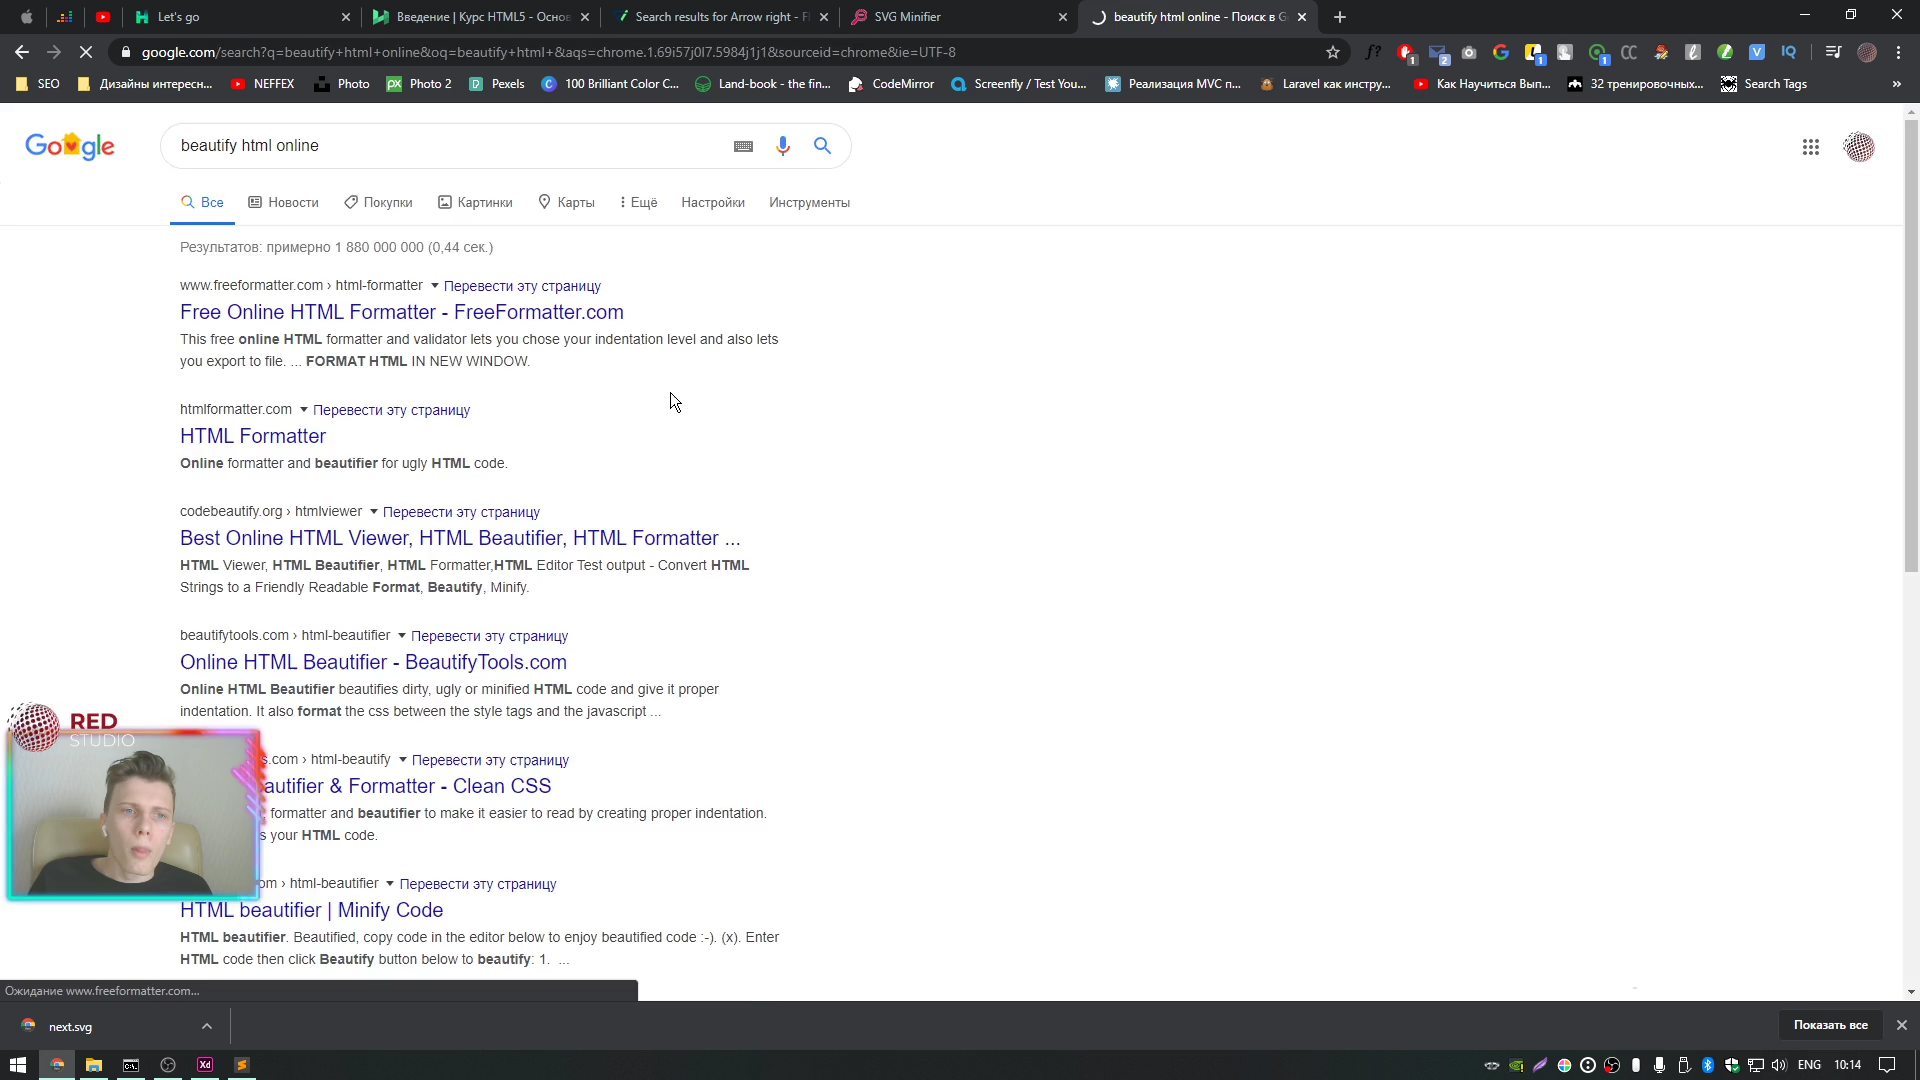 Let's go
Введение | Курс HTML5 - Основ
Search results for Arrow right - Fl
SVG Minifier
beautify html online - Поиск в G
google.com/search?q=beautify+html+online&oq=beautify+html+&aqs=chrome.1.69i57j0l7.5984j1j1&sourceid=chrome&ie=UTF-8
f?
1
2
1
1
CC
V
IQ
SEO
Дизайны интересн...
NEFFEX
Photo
px Photo 2
Pexels
100 Brilliant Color C...
Land-book - the fin...
CodeMirror
Screenfly / Test You...
Реализация MVC п...
Laravel как инстру...
Как Научиться Вып...
32 тренировочных...
Search Tags
Google
beautify html online
Все
Новости
Покупки
Картинки
Карты
Ещё
Настройки
Инструменты
Результатов: примерно 1 880 000 000 (0,44 сек.)
www.freeformatter.com › html-formatter ▾ Перевести эту страницу
Free Online HTML Formatter - FreeFormatter.com
This free online HTML formatter and validator lets you chose your indentation level and also lets
you export to file. ... FORMAT HTML IN NEW WINDOW.
htmlformatter.com ▾ Перевести эту страницу
HTML Formatter
Online formatter and beautifier for ugly HTML code.
codebeautify.org › htmlviewer ▾ Перевести эту страницу
Best Online HTML Viewer, HTML Beautifier, HTML Formatter ...
HTML Viewer, HTML Beautifier, HTML Formatter,HTML Editor Test output - Convert HTML
Strings to a Friendly Readable Format, Beautify, Minify.
beautifytools.com › html-beautifier ▾ Перевести эту страницу
Online HTML Beautifier - BeautifyTools.com
Online HTML Beautifier beautifies dirty, ugly or minified HTML code and give it proper
indentation. It also format the css between the style tags and the javascript ...
RED
STUDIO
s.com › html-beautify ▾ Перевести эту страницу
autifier & Formatter - Clean CSS
formatter and beautifier to make it easier to read by creating proper indentation.
s your HTML code.
om › html-beautifier ▾ Перевести эту страницу
HTML beautifier | Minify Code
HTML beautifier. Beautified, copy code in the editor below to enjoy beautified code :-). (x). Enter
HTML code then click Beautify button below to beautify: 1. ...
Ожидание www.freeformatter.com...
next.svg
Показать все
Xd
ENG
10:14